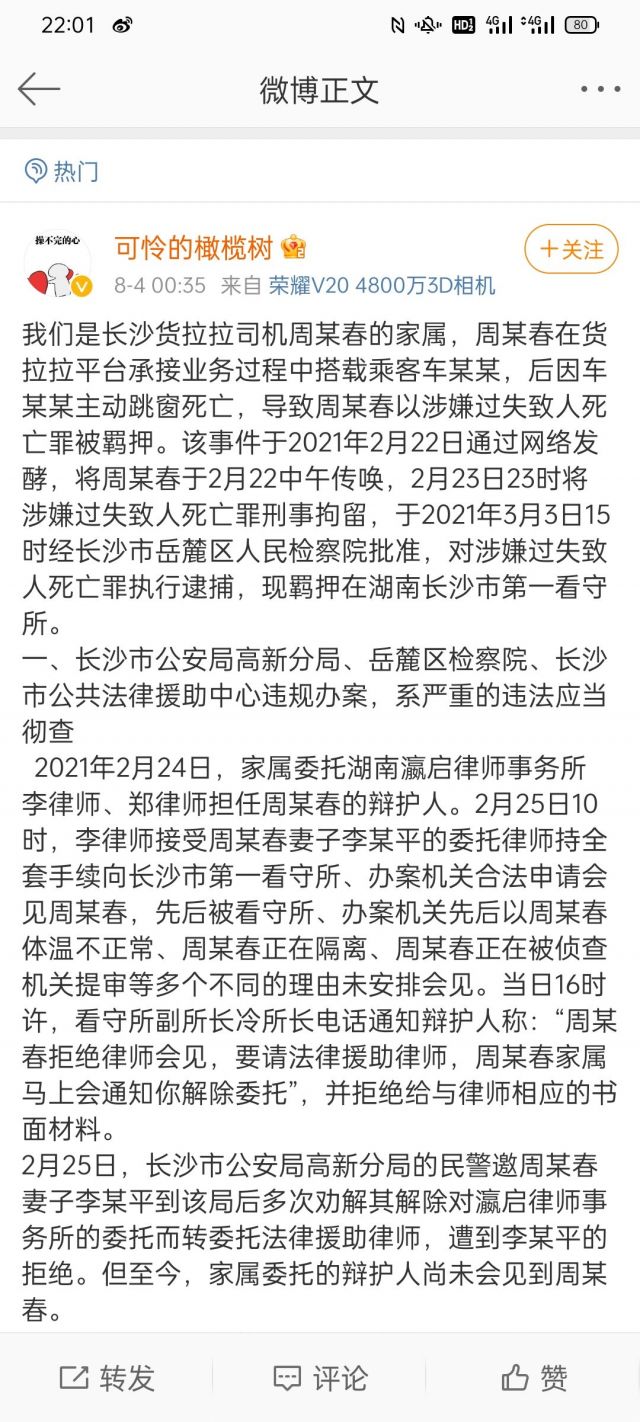 22:01
HD2 4G 4G 80
微博正文
热门
操不完的心
可怜的橄榄树
+关注
8-4 00:35 来自 荣耀V20 4800万3D相机
我们是长沙货拉拉司机周某春的家属，周某春在货
拉拉平台承接业务过程中搭载乘客车某某，后因车
某某主动跳窗死亡，导致周某春以涉嫌过失致人死
亡罪被羁押。该事件于2021年2月22日通过网络发
酵，将周某春于2月22中午传唤，2月23日23时将
涉嫌过失致人死亡罪刑事拘留，于2021年3月3日15
时经长沙市岳麓区人民检察院批准，对涉嫌过失致
人死亡罪执行逮捕，现羁押在湖南长沙市第一看守
所。
一、长沙市公安局高新分局、岳麓区检察院、长沙
市公共法律援助中心违规办案，系严重的违法应当
彻查
2021年2月24日，家属委托湖南瀛启律师事务所
李律师、郑律师担任周某春的辩护人。2月25日10
时，李律师接受周某春妻子李某平的委托律师持全
套手续向长沙市第一看守所、办案机关合法申请会
见周某春，先后被看守所、办案机关先后以周某春
体温不正常、周某春正在隔离、周某春正在被侦查
机关提审等多个不同的理由未安排会见。当日16时
许，看守所副所长冷所长电话通知辩护人称：“周某
春拒绝律师会见，要请法律援助律师，周某春家属
马上会通知你解除委托”，并拒绝给与律师相应的书
面材料。
2月25日，长沙市公安局高新分局的民警邀周某春
妻子李某平到该局后多次劝解其解除对瀛启律师事
务所的委托而转委托法律援助律师，遭到李某平的
拒绝。但至今，家属委托的辩护人尚未会见到周某
春。
转发 评论 赞